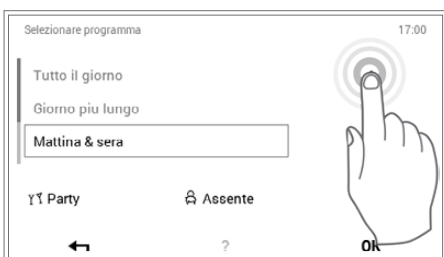 Selezionare programma 17:00
Tutto il giorno
Giorno piu lungo
Mattina & sera
Party Assente
? OK